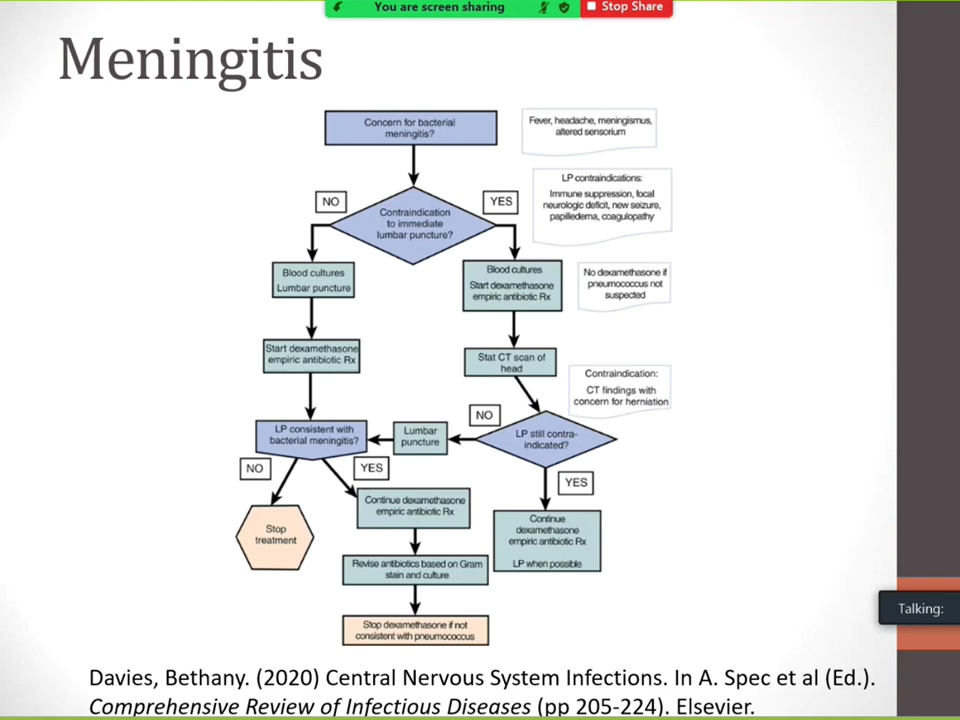 You are screen sharing
Stop Share
Meningitis
Concern for bacterial
meningitis?
Fever, headache, meningismus,
altered sensorium
LP contraindications:
Immune suppression, focal
neurologic deficit, new seizure,
papilledema, coagulopathy
NO
Contraindication
to immediate
lumbar puncture?
YES
Blood cultures
Lumbar puncture
Blood cultures
Start dexamethasone
empiric antibiotic Rx
No dexamethasone if
pneumococcus not
suspected
Start dexamethasone
empiric antibiotic Rx
Stat CT scan of
head
Contraindication:
CT findings with
concern for herniation
LP consistent with
bacterial meningitis?
Lumbar
puncture
NO
LP still contra-
indicated?
NO
YES
YES
Stop
treatment
Continue dexamethasone
empiric antibiotic Rx
Continue
dexamethasone
empiric antibiotic Rx
LP when possible
Revise antibiotics based on Gram
stain and culture
Stop dexamethasone if not
consistent with pneumococcus
Talking:
Davies, Bethany. (2020) Central Nervous System Infections. In A. Spec et al (Ed.).
Comprehensive Review of Infectious Diseases (pp 205-224). Elsevier.